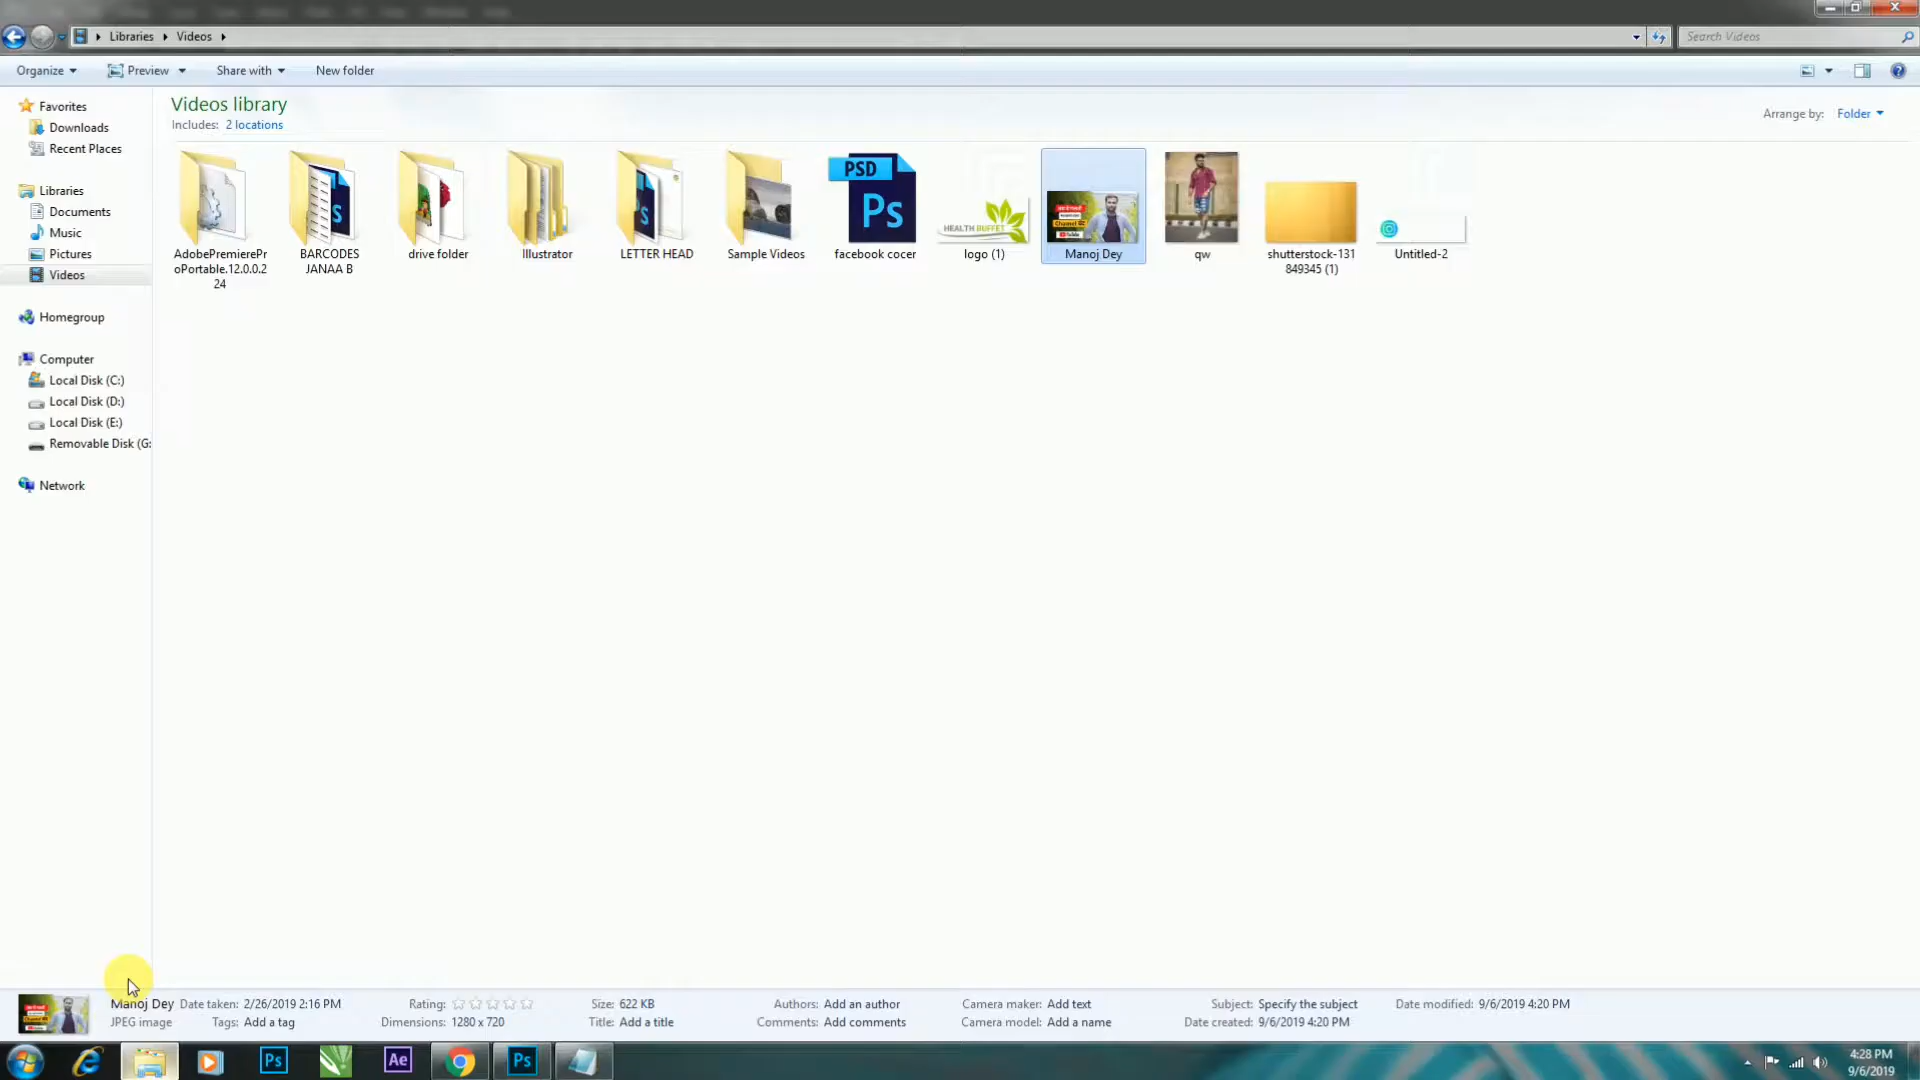 Libraries
Videos
Search Videos
Organize
Preview
Share with
New folder
Favorites
Downloads
Recent Places
Libraries
Documents
Music
Pictures
Videos
Homegroup
Computer
Local Disk (C:)
Local Disk (D:)
Local Disk (E:)
Removable Disk (G:
Network
Videos library
Includes: 2 locations
Arrange by: Folder
AdobePremierePr
oPortable.12.0.0.2
24
BARCODES
JANAA B
drive folder
Illustrator
LETTER HEAD
Sample Videos
PSD
Ps
facebook cocer
HEALTH BUFFET
logo (1)
Manoj Dey
qw
shutterstock-131
849345 (1)
Untitled-2
Manoj Dey Date taken: 2/26/2019 2:16 PM Rating: Size: 622 KB Authors: Add an author Camera maker: Add text Subject: Specify the subject Date modified: 9/6/2019 4:20 PM
JPEG image Tags: Add a tag Dimensions: 1280 x 720 Title: Add a title Comments: Add comments Camera model: Add a name Date created: 9/6/2019 4:20 PM
Ps
Ae
Ps
4:28 PM
9/6/2019